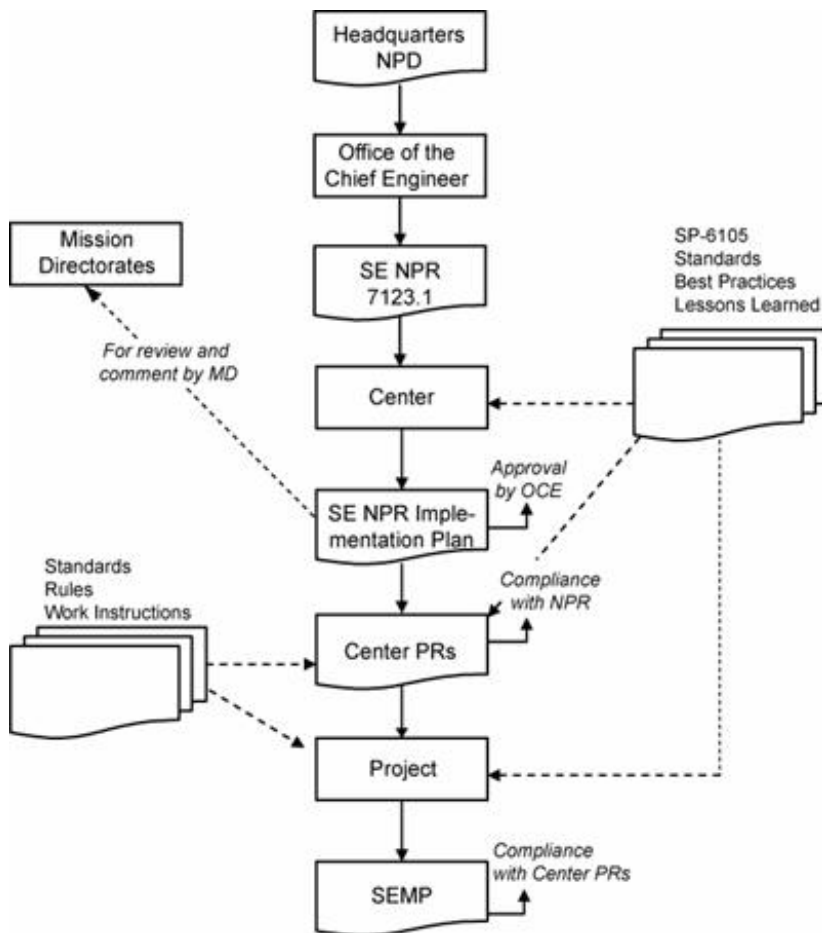 Headquarters
NPD
Office of the
Chief Engineer
Mission
Directorates
SE NPR
7123.1
SP-6105
Standards
Best Practices
Lessons Learned
For review and
comment by MD
Center
Approval
by OCE
SE NPR Imple-
mentation Plan
Standards
Rules
Work Instructions
Compliance
with NPR
Center PRs
Project
Compliance
with Center PRs
SEMP